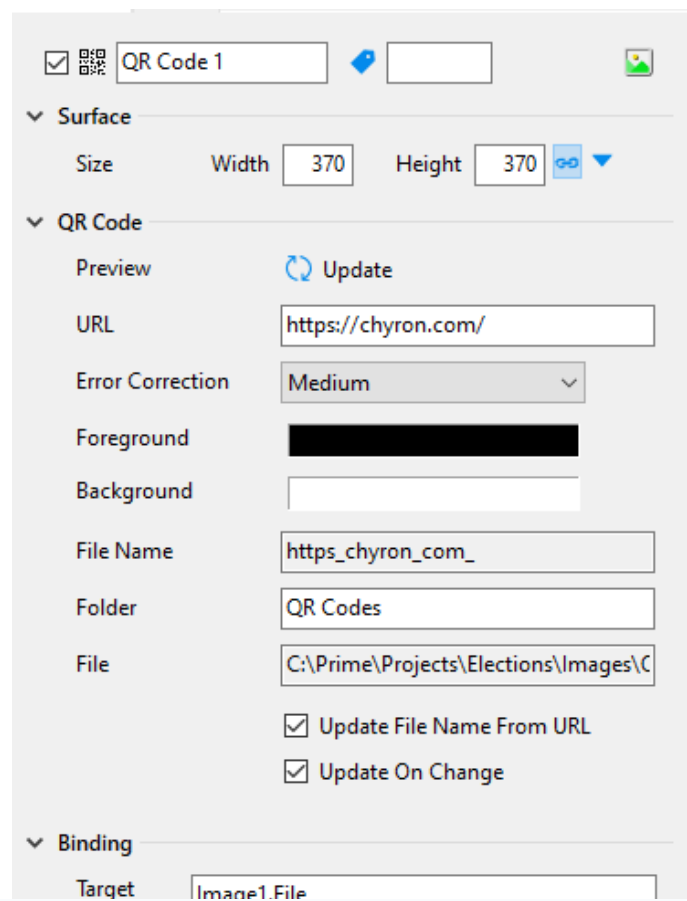 QR Code 1
Surface
Size Width 370 Height 370
QR Code
Preview Update
URL https://chyron.com/
Error Correction Medium
Foreground
Background
File Name https_chyron_com_
Folder QR Codes
File C:\Prime\Projects\Elections\Images\
Update File Name From URL
Update On Change
Binding
Target Image1.File